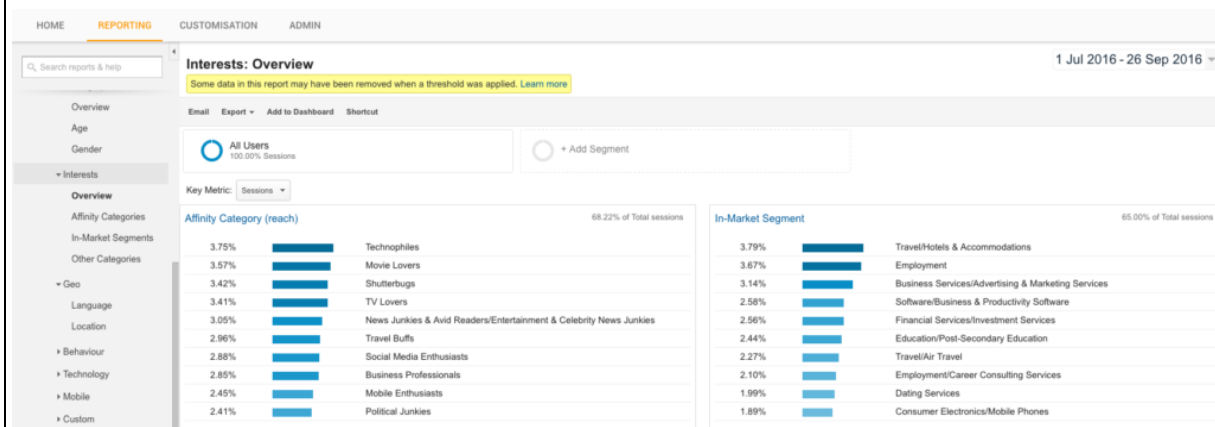 HOME REPORTING CUSTOMISATION ADMIN
Search reports & help
Overview
Age
Gender
Interests
Overview
Affinity Categories
In-Market Segments
Other Categories
Geo
Language
Location
Behaviour
Technology
Mobile
Custom
Interests: Overview
1 Jul 2016 - 26 Sep 2016
Some data in this report may have been removed when a threshold was applied. Learn more
Email Export Add to Dashboard Shortcut
All Users
100.00% Sessions
+ Add Segment
Key Metric: Sessions
Affinity Category (reach) 68.22% of Total sessions
3.75% Technophiles
3.57% Movie Lovers
3.42% Shutterbugs
3.41% TV Lovers
3.05% News Junkies & Avid Readers/Entertainment & Celebrity News Junkies
2.96% Travel Buffs
2.88% Social Media Enthusiasts
2.85% Business Professionals
2.45% Mobile Enthusiasts
2.41% Political Junkies
In-Market Segment 65.00% of Total sessions
3.79% Travel/Hotels & Accommodations
3.67% Employment
3.14% Business Services/Advertising & Marketing Services
2.58% Software/Business & Productivity Software
2.56% Financial Services/Investment Services
2.44% Education/Post-Secondary Education
2.27% Travel/Air Travel
2.10% Employment/Career Consulting Services
1.99% Dating Services
1.89% Consumer Electronics/Mobile Phones